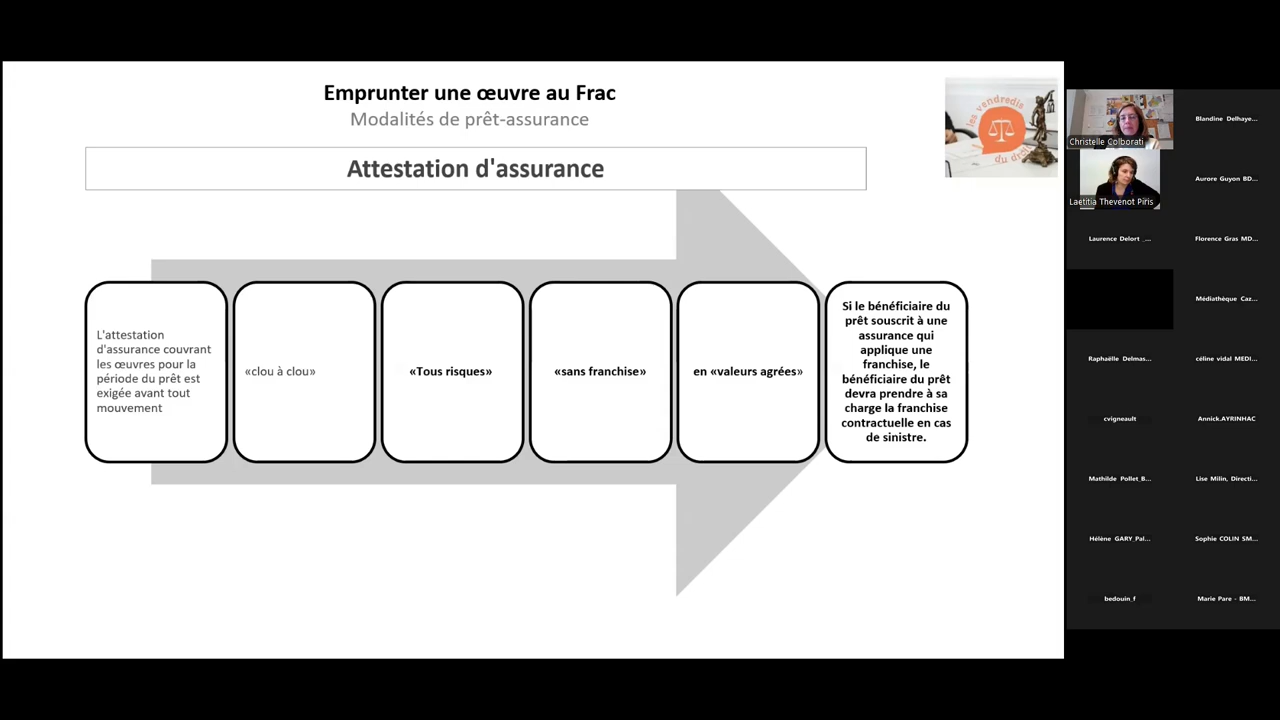 Emprunter une œuvre au Frac
Modalités de prêt-assurance
Attestation d'assurance
les vendredis
du droit
L'attestation
d'assurance couvrant
les œuvres pour la
période du prêt est
exigée avant tout
mouvement
«clou à clou»
«Tous risques»
«sans franchise»
en «valeurs agrées»
Si le bénéficiaire du
prêt souscrit à une
assurance qui
applique une
franchise, le
bénéficiaire du prêt
devra prendre à sa
charge la franchise
contractuelle en cas
de sinistre.
Christelle Colborati
Blandine Delhaye...
Laetitia Thevenot Piris
Aurore Guyon BD...
Laurence Delort _...
Florence Gras MD...
Médiathèque Caz...
Raphaëlle Delmas...
céline vidal MEDI...
cvigneault
Annick.AYRINHAC
Mathilde Pollet_B...
Lise Milin, Directi...
Hélène GARY_Pal...
Sophie COLIN SM...
bedouin_f
Marie Pare - BM...